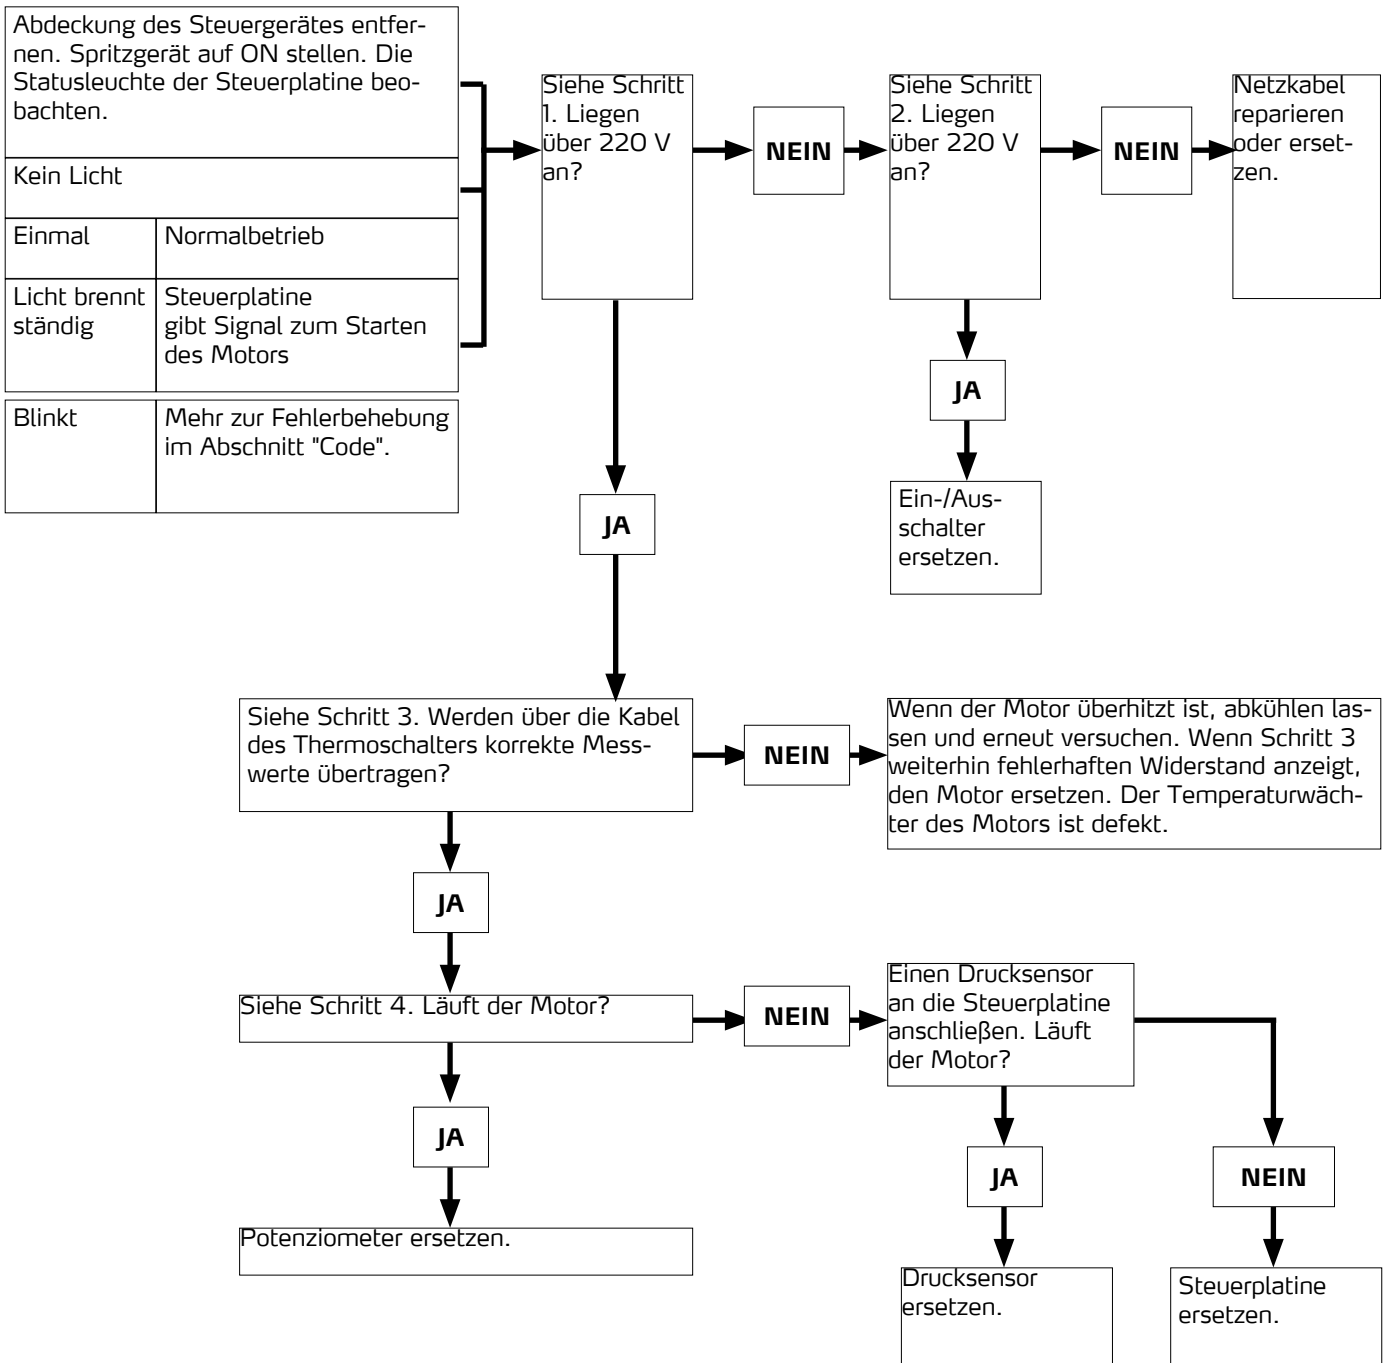 Abdeckung des Steuergerätes entfer-
nen. Spritzgerät auf ON stellen. Die
Statusleuchte der Steuerplatine beo-
bachten.
Kein Licht
Einmal
Normalbetrieb
Licht brennt
ständig
Steuerplatine
gibt Signal zum Starten
des Motors
Blinkt
Mehr zur Fehlerbehebung
im Abschnitt "Code".
Siehe Schritt
1. Liegen
über 220 V
an?
NEIN
Siehe Schritt
2. Liegen
über 220 V
an?
NEIN
Netzkabel
reparieren
oder erset-
zen.
JA
Ein-/Aus-
schalter
ersetzen.
JA
Siehe Schritt 3. Werden über die Kabel
des Thermoschalters korrekte Mess-
werte übertragen?
NEIN
Wenn der Motor überhitzt ist, abkühlen las-
sen und erneut versuchen. Wenn Schritt 3
weiterhin fehlerhaften Widerstand anzeigt,
den Motor ersetzen. Der Temperaturwäch-
ter des Motors ist defekt.
JA
Siehe Schritt 4. Läuft der Motor?
NEIN
Einen Drucksensor
an die Steuerplatine
anschließen. Läuft
der Motor?
JA
Potenziometer ersetzen.
JA
NEIN
Drucksensor
ersetzen.
Steuerplatine
ersetzen.